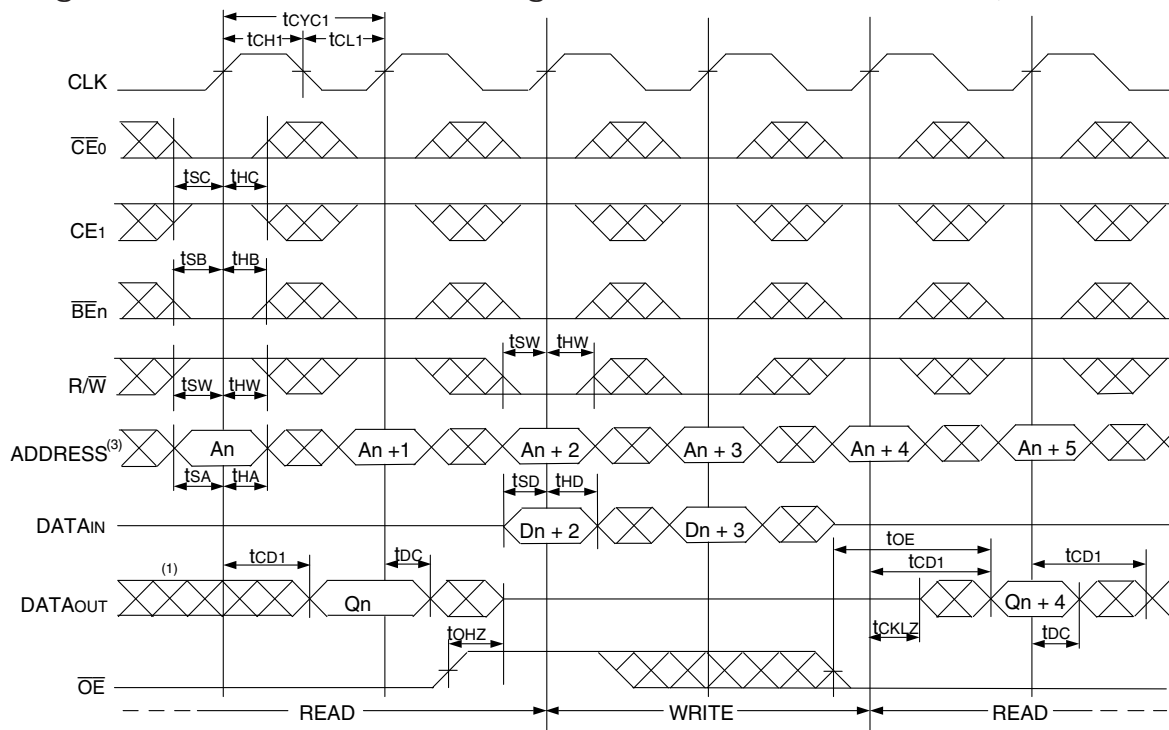 tCYC1
tCH1 tCL1
CLK
CE0
tSC tHC
CE1
tSB tHB
BEn
tSW tHW
R/W
tSW tHW
ADDRESS(3) An An +1 An + 2 An + 3 An + 4 An + 5
tSA tHA tSD tHD
DATAIN Dn + 2 Dn + 3
tOE
(1) tCD1 tDC tCD1 tCD1
DATAOUT Qn Qn + 4
tOHZ tCKLZ tDC
OE
READ WRITE READ